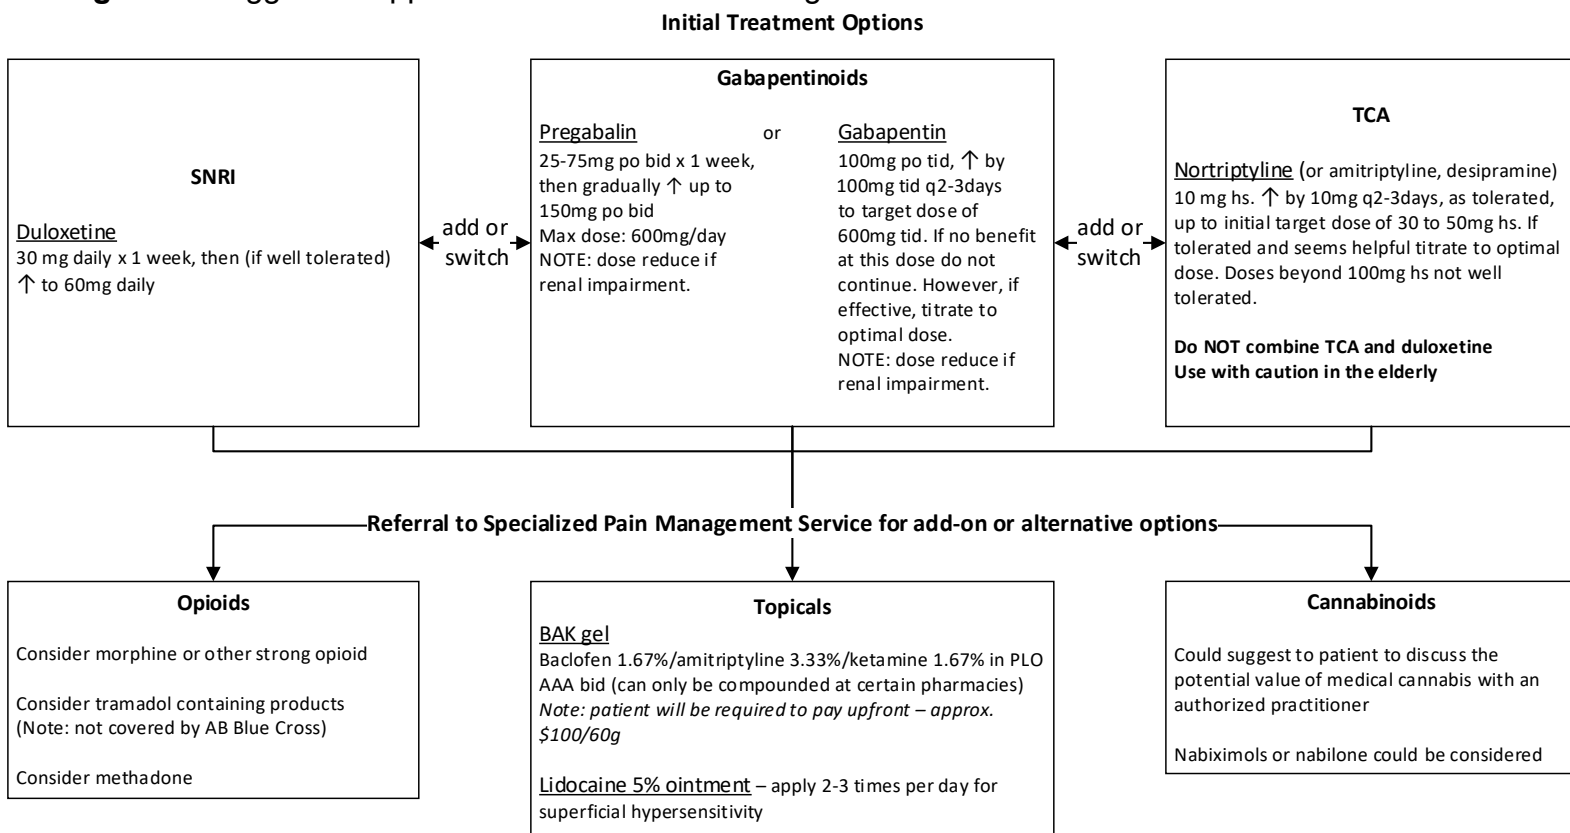 Initial Treatment Options
SNRI
Duloxetine
30 mg daily x 1 week, then (if well tolerated)
↑ to 60mg daily
add or
switch
Gabapentinoids
Pregabalin
25-75mg po bid x 1 week,
then gradually ↑ up to
150mg po bid
Max dose: 600mg/day
NOTE: dose reduce if
renal impairment.
or
Gabapentin
100mg po tid, ↑ by
100mg tid q2-3days
to target dose of
600mg tid. If no benefit
at this dose do not
continue. However, if
effective, titrate to
optimal dose.
NOTE: dose reduce if
renal impairment.
add or
switch
TCA
Nortriptyline (or amitriptyline, desipramine)
10 mg hs. ↑ by 10mg q2-3days, as tolerated,
up to initial target dose of 30 to 50mg hs. If
tolerated and seems helpful titrate to optimal
dose. Doses beyond 100mg hs not well
tolerated.
Do NOT combine TCA and duloxetine
Use with caution in the elderly
Referral to Specialized Pain Management Service for add-on or alternative options
Opioids
Consider morphine or other strong opioid
Consider tramadol containing products
(Note: not covered by AB Blue Cross)
Consider methadone
Topicals
BAK gel
Baclofen 1.67%/amitriptyline 3.33%/ketamine 1.67% in PLO
AAA bid (can only be compounded at certain pharmacies)
Note: patient will be required to pay upfront – approx.
$100/60g
Lidocaine 5% ointment – apply 2-3 times per day for
superficial hypersensitivity
Cannabinoids
Could suggest to patient to discuss the
potential value of medical cannabis with an
authorized practitioner
Nabiximols or nabilone could be considered